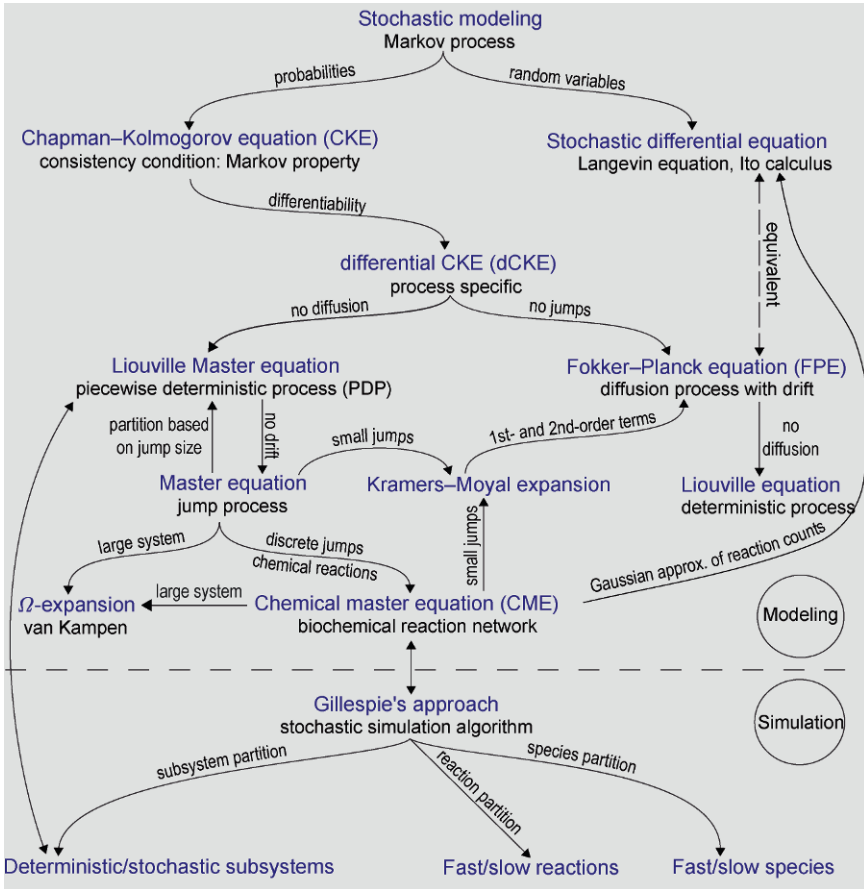 Stochastic modeling
Markov process
probabilities
random variables
Chapman–Kolmogorov equation (CKE)
consistency condition: Markov property
Stochastic differential equation
Langevin equation, Ito calculus
differentiability
equivalent
differential CKE (dCKE)
process specific
no diffusion
no jumps
Liouville Master equation
piecewise deterministic process (PDP)
Fokker–Planck equation (FPE)
diffusion process with drift
partition based
on jump size
no drift
small jumps
1st- and 2nd-order terms
no
diffusion
Master equation
jump process
Kramers–Moyal expansion
Liouville equation
deterministic process
large system
discrete jumps
chemical reactions
small jumps
Gaussian approx. of reaction counts
Ω-expansion
van Kampen
large system
Chemical master equation (CME)
biochemical reaction network
Modeling
Gillespie's approach
stochastic simulation algorithm
Simulation
subsystem partition
reaction
partition
species partition
Deterministic/stochastic subsystems
Fast/slow reactions
Fast/slow species